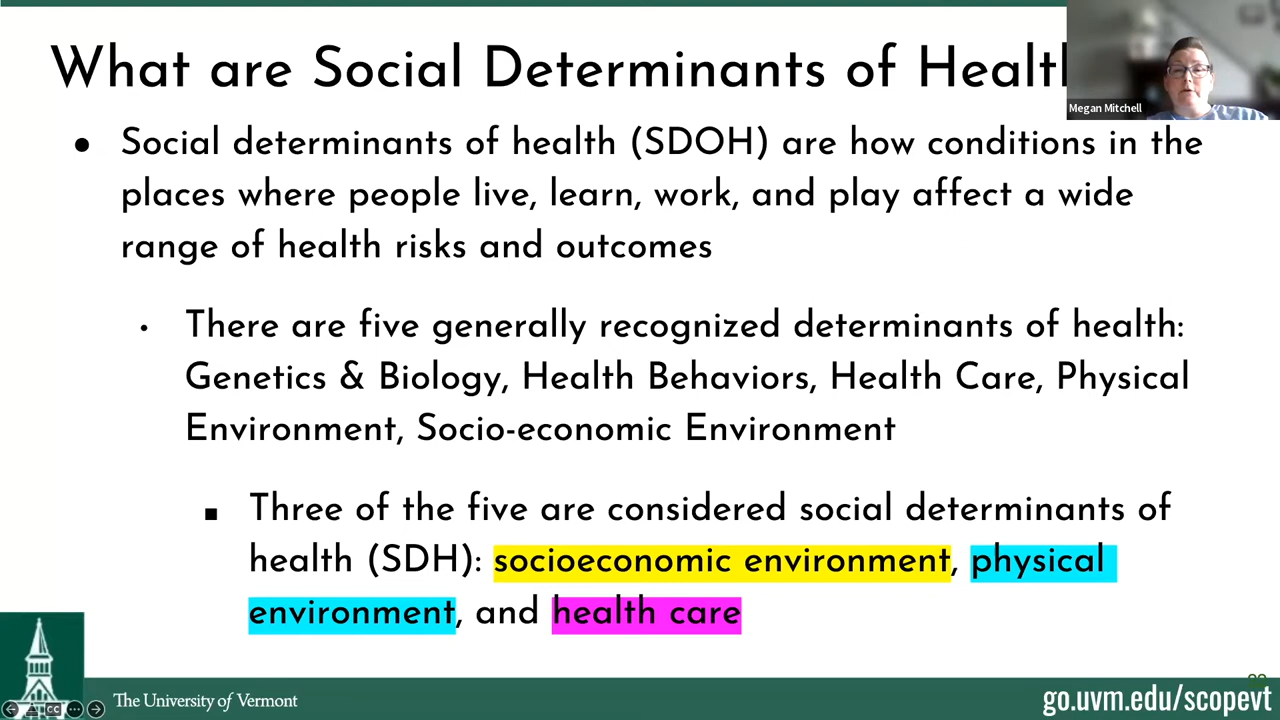 What are Social Determinants of Healt
Megan Mitchell
● Social determinants of health (SDOH) are how conditions in the
places where people live, learn, work, and play affect a wide
range of health risks and outcomes
• There are five generally recognized determinants of health:
Genetics & Biology, Health Behaviors, Health Care, Physical
Environment, Socio-economic Environment
■ Three of the five are considered social determinants of
health (SDH): socioeconomic environment, physical
environment, and health care
CC
The University of Vermont
go.uvm.edu/scopevt